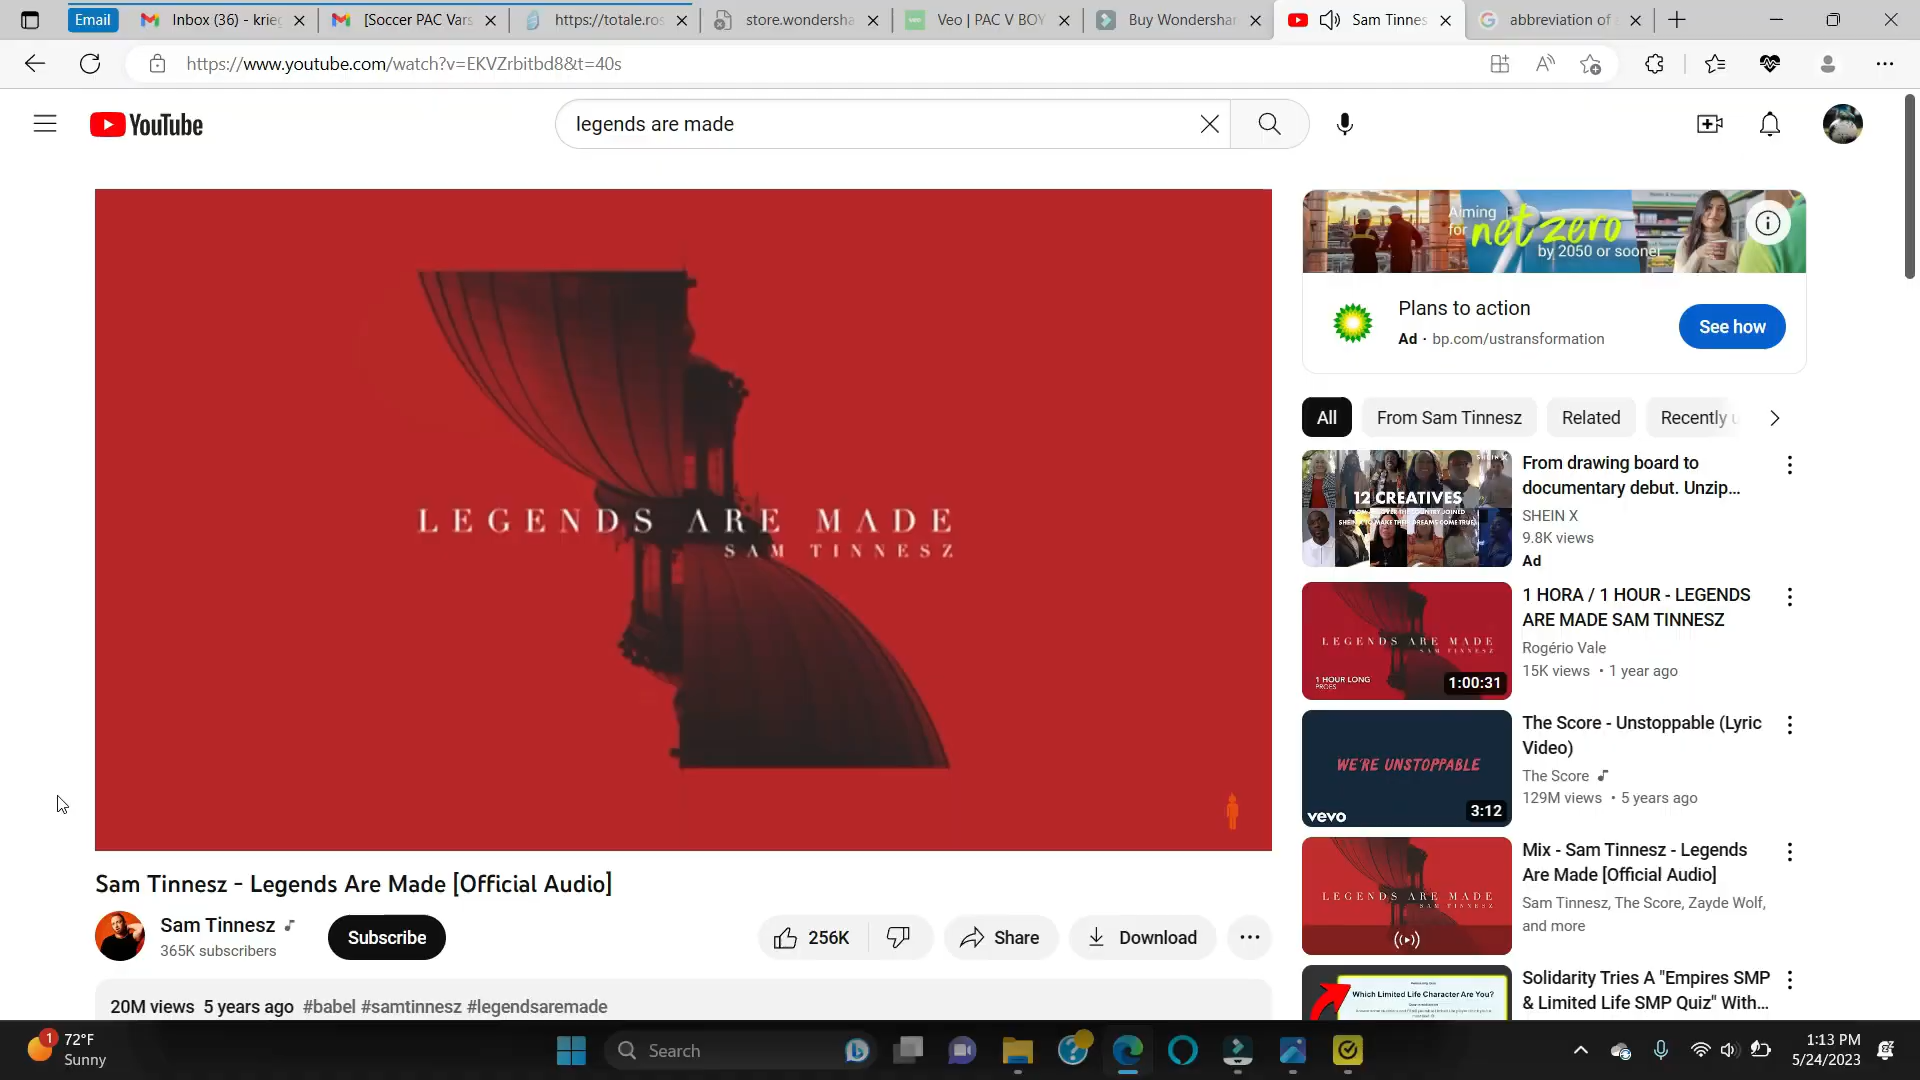 Email
Inbox (36) - krieg
[Soccer PAC Vars
https://totale.ros
store.wondersha
Veo | PAC V BOY
Buy Wondershar
Sam Tinnes
abbreviation of
https://www.youtube.com/watch?v=EKVZrbitbd8&t=40s
YouTube
legends are made
Aiming
for net zero
by 2050 or sooner
Plans to action
Ad · bp.com/ustransformation
See how
All
From Sam Tinnesz
Related
Recently u
LEGENDS ARE MADE
SAM TINNESZ
12 CREATIVES
From drawing board to
documentary debut. Unzip...
SHEIN X
9.8K views
Ad
LEGENDS ARE MADE
SAM TINNESZ
1 HOUR LONG
1:00:31
1 HORA / 1 HOUR - LEGENDS
ARE MADE SAM TINNESZ
Rogério Vale
15K views • 1 year ago
WE'RE UNSTOPPABLE
vevo
3:12
The Score - Unstoppable (Lyric
Video)
The Score
129M views • 5 years ago
LEGENDS ARE MADE
SAM TINNESZ
Mix - Sam Tinnesz - Legends
Are Made [Official Audio]
Sam Tinnesz, The Score, Zayde Wolf,
and more
Which Limited Life Character Are You?
Solidarity Tries A "Empires SMP
& Limited Life SMP Quiz" With...
Sam Tinnesz - Legends Are Made [Official Audio]
Sam Tinnesz
365K subscribers
Subscribe
256K
Share
Download
20M views 5 years ago #babel #samtinnesz #legendsaremade
1
72°F
Sunny
Search
1:13 PM
5/24/2023